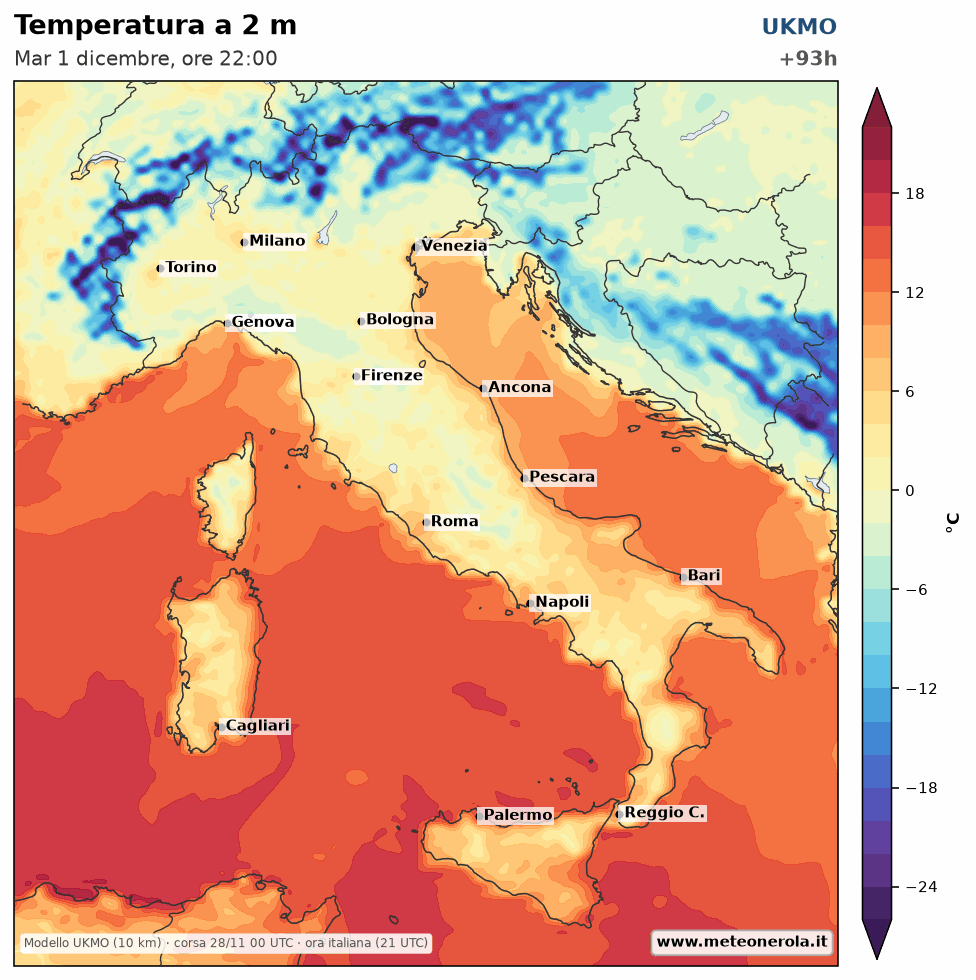 Temperatura a 2 m
UKMO
Mar 1 dicembre, ore 22:00
+93h
Milano
Venezia
Torino
Genova
Bologna
Firenze
Ancona
Pescara
Roma
Bari
Napoli
Cagliari
Palermo
Reggio C.
18
12
6
0
−6
−12
−18
−24
°C
Modello UKMO (10 km) · corsa 28/11 00 UTC · ora italiana (21 UTC)
www.meteonerola.it